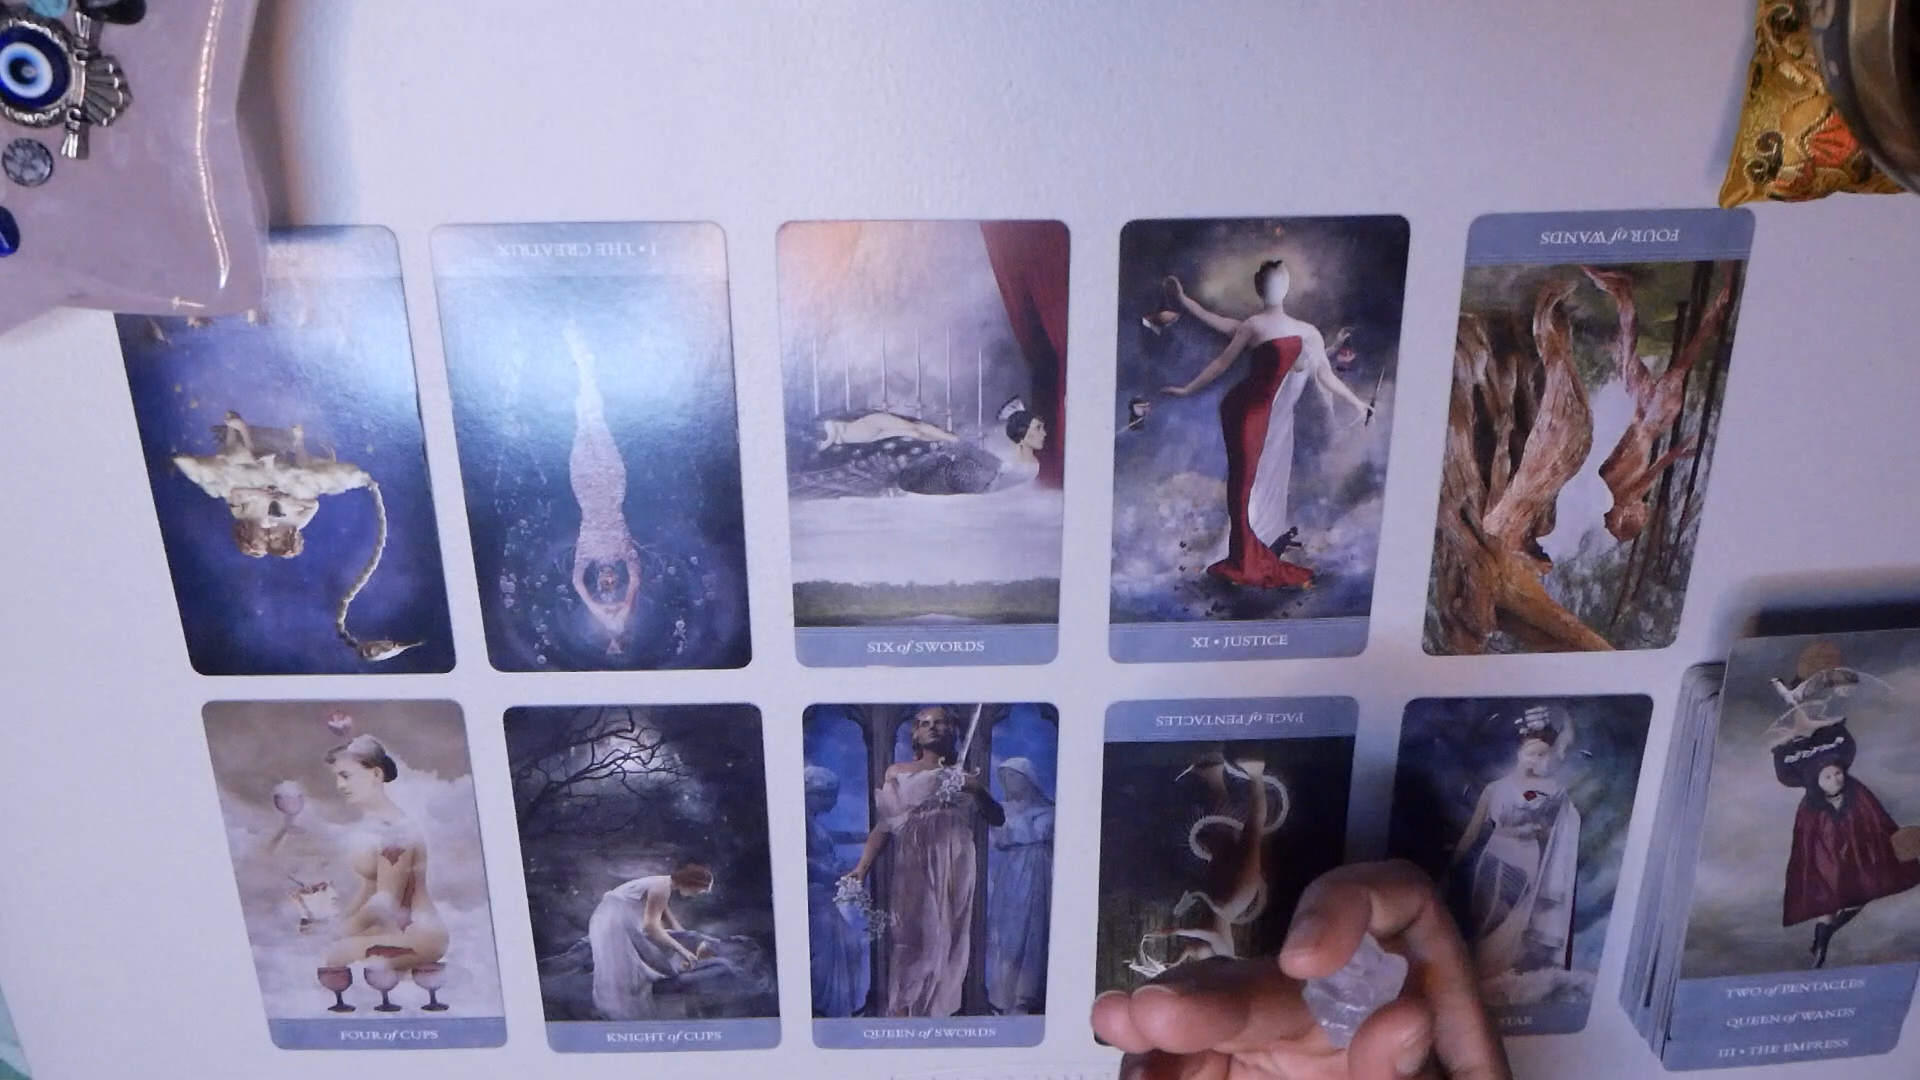 I • THE CREATRIX
FOUR of WANDS
SIX of SWORDS
XI • JUSTICE
PAGE of PENTACLES
FOUR of CUPS
KNIGHT of CUPS
QUEEN of SWORDS
STAR
TWO of PENTACLES
QUEEN of WANDS
III • THE EMPRESS